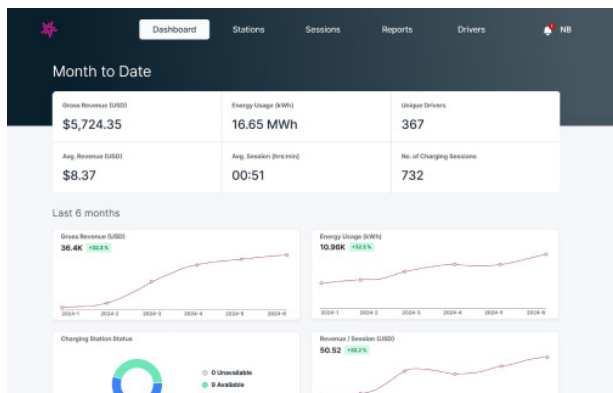 Dashboard Stations Sessions Reports Drivers NB
Month to Date
Gross Revenue (USD) Energy Usage (kWh) Unique Drivers
$5,724.35 16.65 MWh 367
Avg. Revenue (USD) Avg. Session (hrs:min) No. of Charging Sessions
$8.37 00:51 732
Last 6 months
Gross Revenue (USD) Energy Usage (kWh)
36.4K +32.2 % 10.96K +32.2 %
2024-1 2024-2 2024-3 2024-4 2024-5 2024-6 2024-1 2024-2 2024-3 2024-4 2024-5 2024-6
Charging Station Status Revenue / Session (USD)
50.52 +32.2 %
0 Unavailable
9 Available